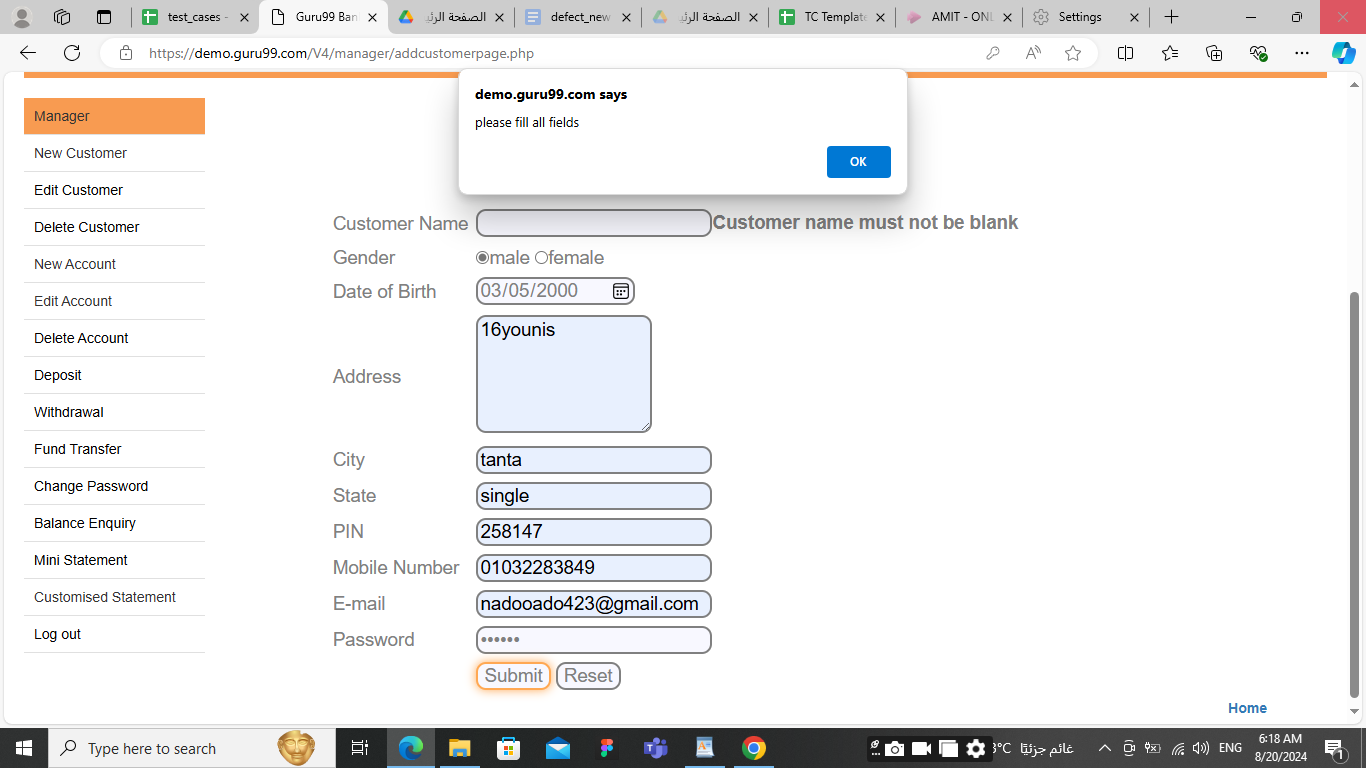 test_cases -
Guru99 Ban
الصفحة الرئي
defect_new
الصفحة الرئي
TC Template
AMIT - ONL
Settings
https://demo.guru99.com/V4/manager/addcustomerpage.php
demo.guru99.com says
please fill all fields
OK
Manager
New Customer
Edit Customer
Delete Customer
New Account
Edit Account
Delete Account
Deposit
Withdrawal
Fund Transfer
Change Password
Balance Enquiry
Mini Statement
Customised Statement
Log out
Customer Name
Customer name must not be blank
Gender male female
Date of Birth 03/05/2000
Address 16younis
City tanta
State single
PIN 258147
Mobile Number 01032283849
E-mail nadooado423@gmail.com
Password ••••••
Submit Reset
Home
Type here to search
3°C غائم جزئيًا
ENG
6:18 AM
8/20/2024
1